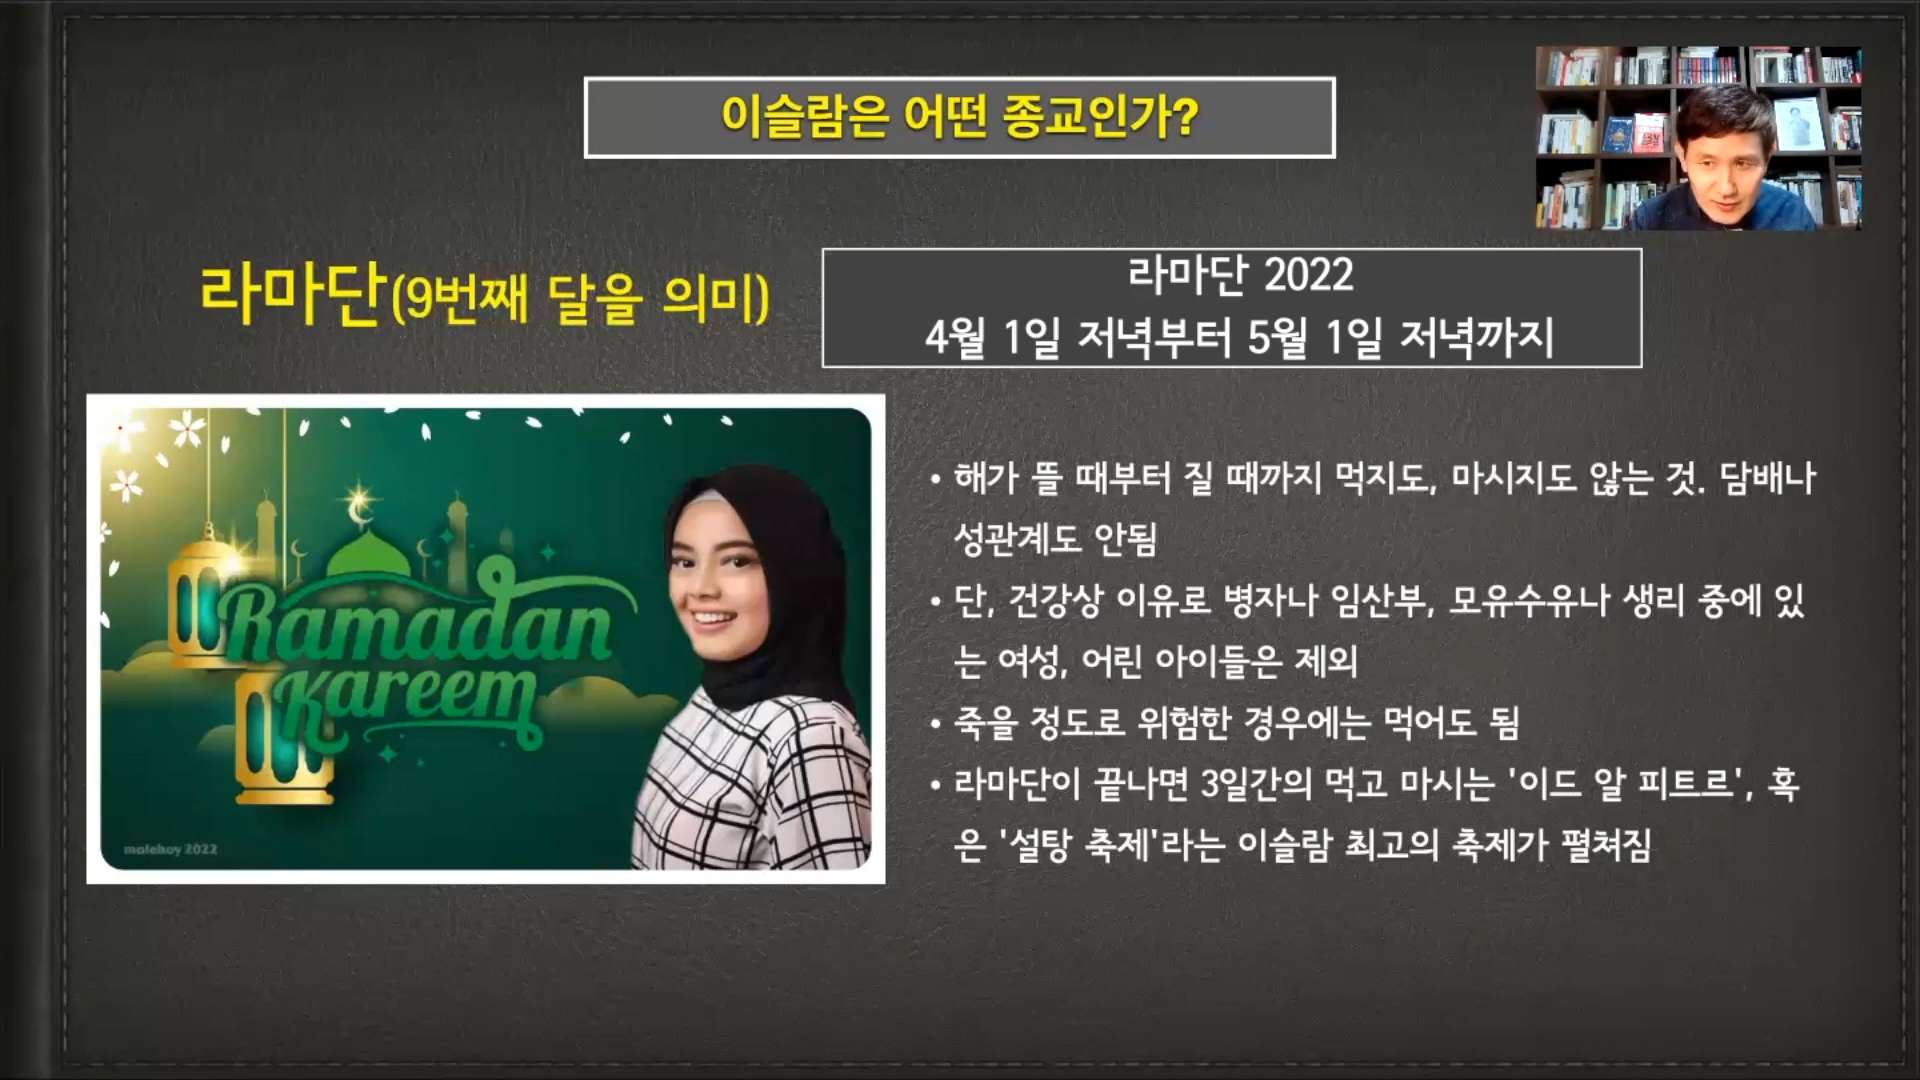 이슬람은 어떤 종교인가?
라마단(9번째 달을 의미)
라마단 2022
4월 1일 저녁부터 5월 1일 저녁까지
Ramadan
Kareem
molehay 2022
• 해가 뜰 때부터 질 때까지 먹지도, 마시지도 않는 것. 담배나
성관계도 안됨
• 단, 건강상 이유로 병자나 임산부, 모유수유나 생리 중에 있
는 여성, 어린 아이들은 제외
• 죽을 정도로 위험한 경우에는 먹어도 됨
• 라마단이 끝나면 3일간의 먹고 마시는 '이드 알 피트르', 혹
은 '설탕 축제'라는 이슬람 최고의 축제가 펼쳐짐